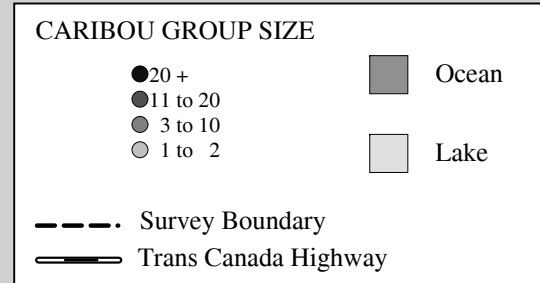 CARIBOU GROUP SIZE
20 +
11 to 20
3 to 10
1 to 2
Ocean
Lake
Survey Boundary
Trans Canada Highway